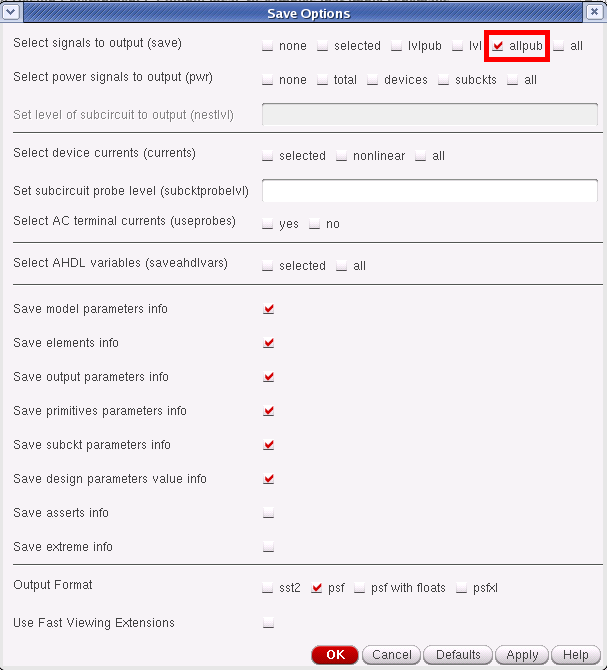 Save Options
Select signals to output (save) none selected lvlpub lvl allpub all
Select power signals to output (pwr) none total devices subckts all
Set level of subcircuit to output (nestlvl)
Select device currents (currents) selected nonlinear all
Set subcircuit probe level (subcktprobelvl)
Select AC terminal currents (useprobes) yes no
Select AHDL variables (saveahdlvars) selected all
Save model parameters info
Save elements info
Save output parameters info
Save primitives parameters info
Save subckt parameters info
Save design parameters value info
Save asserts info
Save extreme info
Output Format sst2 psf psf with floats psfxl
Use Fast Viewing Extensions
OK Cancel Defaults Apply Help